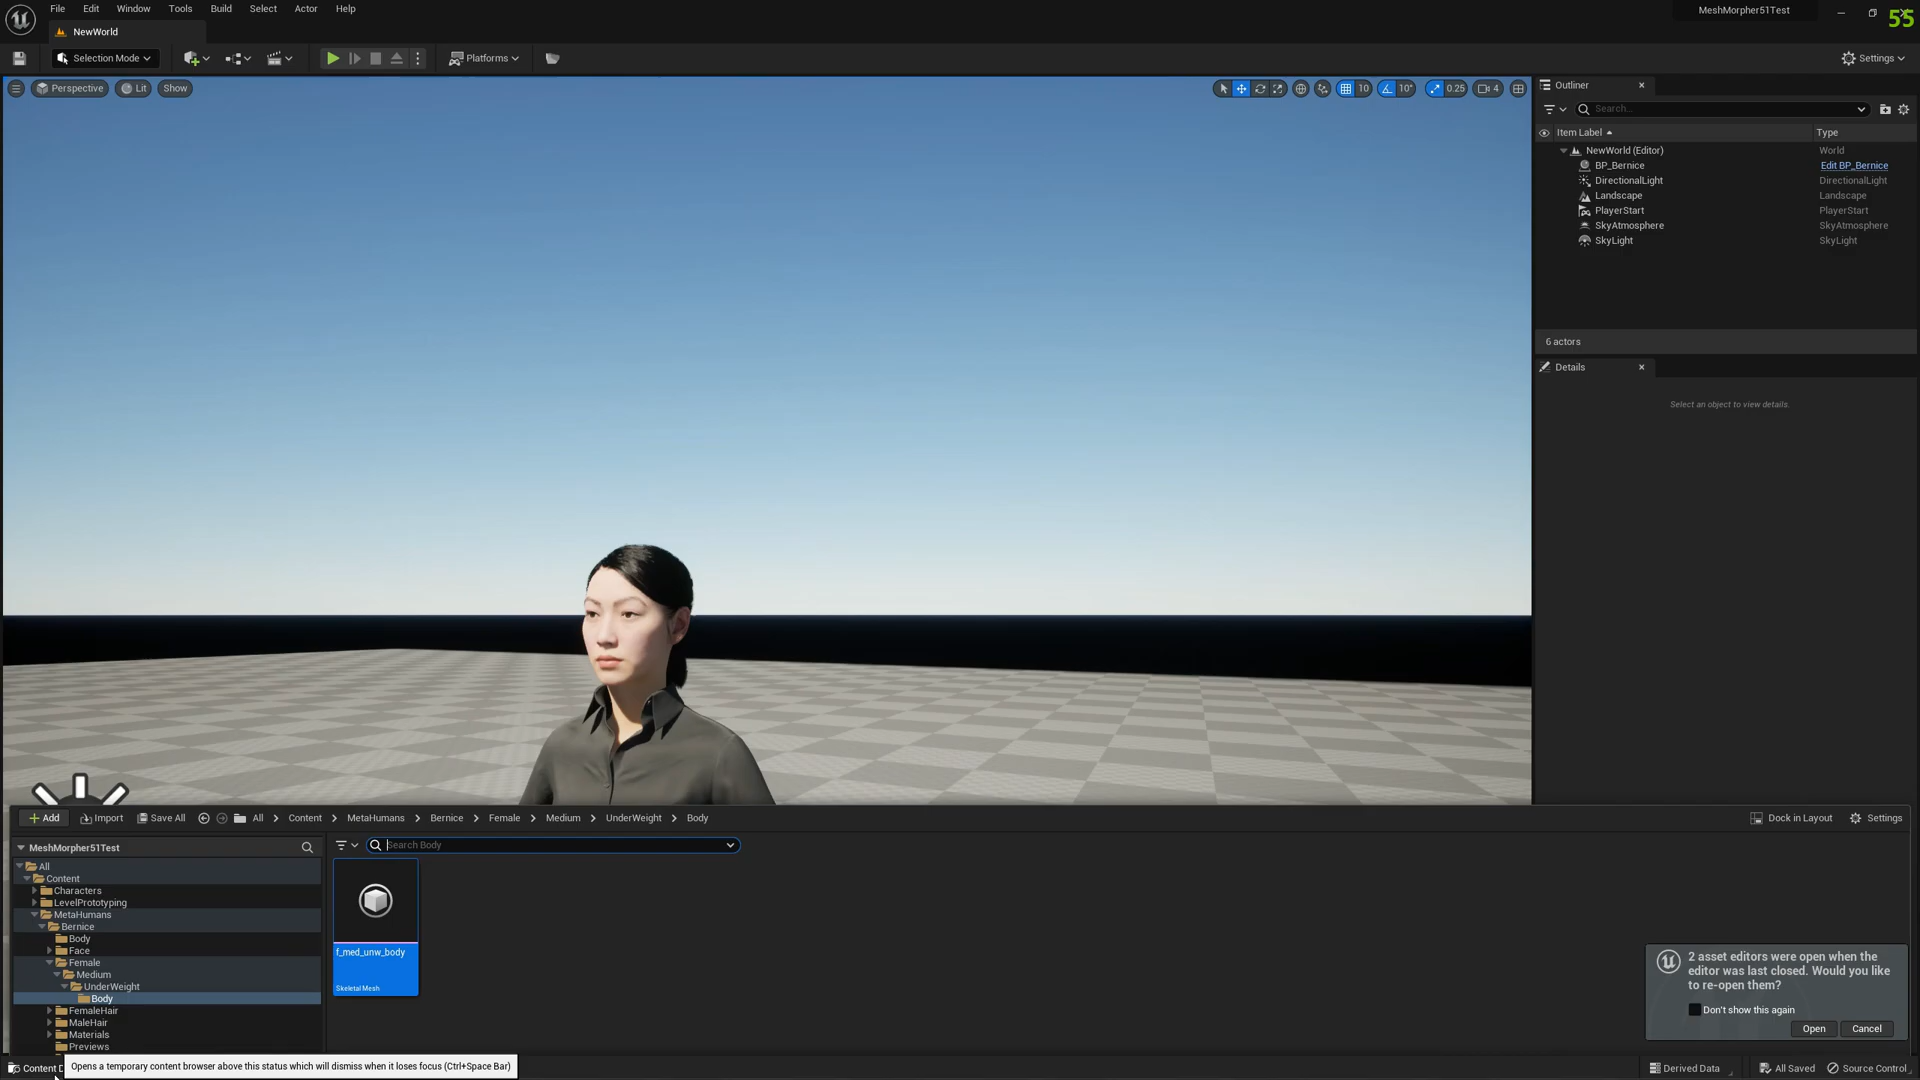 File Edit Window Tools Build Select Actor Help
MeshMorpher51Test
55
NewWorld
Selection Mode
Platforms
Settings
Perspective Lit Show
10 10° 0.25 4
Outliner
Search...
Item Label Type
NewWorld (Editor) World
BP_Bernice Edit BP_Bernice
DirectionalLight DirectionalLight
Landscape Landscape
PlayerStart PlayerStart
SkyAtmosphere SkyAtmosphere
SkyLight SkyLight
6 actors
Details
Select an object to view details.
Add Import Save All All Content MetaHumans Bernice Female Medium UnderWeight Body
Dock in Layout Settings
MeshMorpher51Test
Search Body
All
Content
Characters
LevelPrototyping
MetaHumans
Bernice
Body
Face
Female
Medium
UnderWeight
Body
FemaleHair
MaleHair
Materials
Previews
f_med_unw_body
Skeletal Mesh
2 asset editors were open when the
editor was last closed. Would you like
to re-open them?
Don't show this again
Open Cancel
Content D
Opens a temporary content browser above this status which will dismiss when it loses focus (Ctrl+Space Bar)
Derived Data All Saved Source Control